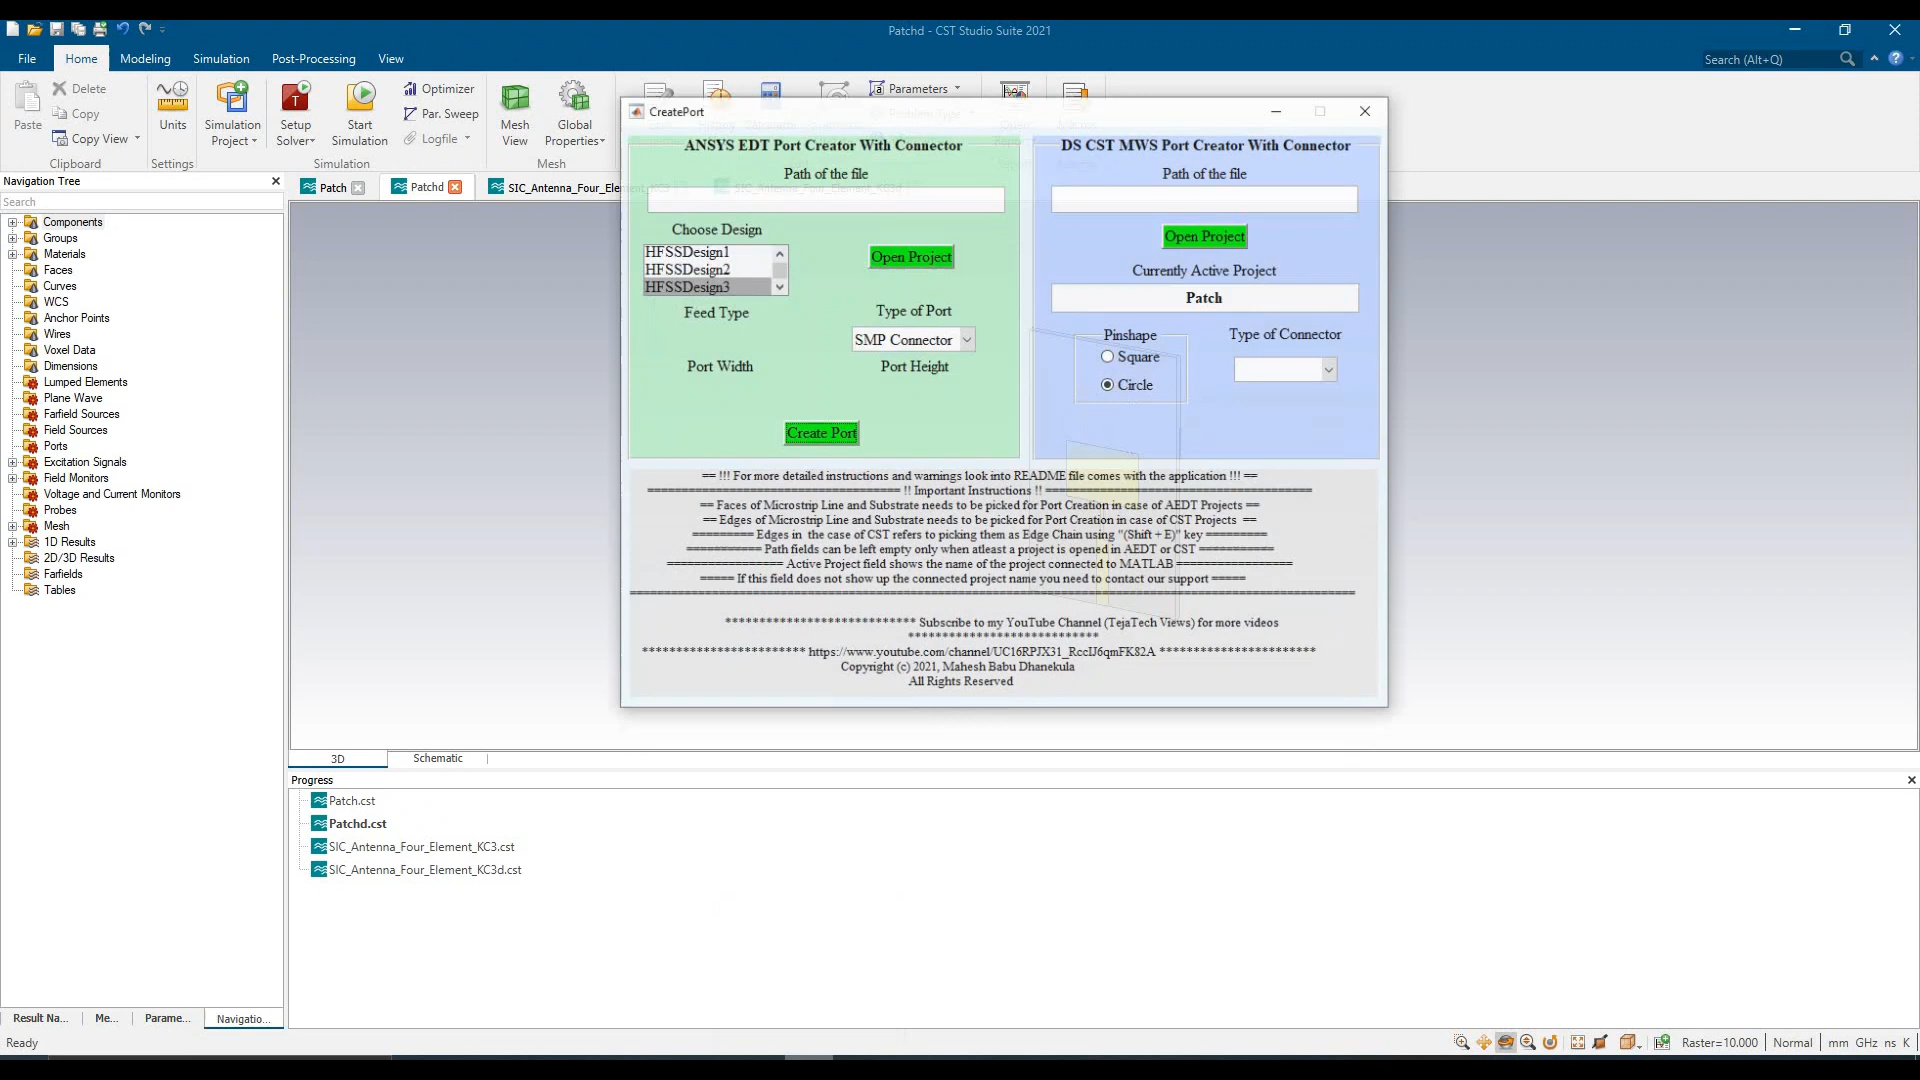 Patchd - CST Studio Suite 2021
File
Home
Modeling
Simulation
Post-Processing
View
Search (Alt+Q)
Paste
Delete
Copy
Copy View
Clipboard
Units
Settings
Simulation Project
Setup Solver
Start Simulation
Optimizer
Par. Sweep
Logfile
Simulation
Mesh View
Global Properties
Mesh
Parameters
Navigation Tree
Search
Components
Groups
Materials
Faces
Curves
WCS
Anchor Points
Wires
Voxel Data
Dimensions
Lumped Elements
Plane Wave
Farfield Sources
Field Sources
Ports
Excitation Signals
Field Monitors
Voltage and Current Monitors
Probes
Mesh
1D Results
2D/3D Results
Farfields
Tables
Result Na...
Me...
Parame...
Navigatio...
Patch
Patchd
SIC_Antenna_Four_Element_KC3
SIC_Antenna_Four_Element_KC3d
CreatePort
ANSYS EDT Port Creator With Connector
Path of the file
Choose Design
HFSSDesign1
HFSSDesign2
HFSSDesign3
Open Project
Feed Type
Type of Port
SMP Connector
Port Width
Port Height
Create Port
DS CST MWS Port Creator With Connector
Path of the file
Open Project
Currently Active Project
Patch
Pinshape
Square
Circle
Type of Connector
== !!! For more detailed instructions and warnings look into README file comes with the application !!! ==
==================================== !! Important Instructions !! ======================================
== Faces of Microstrip Line and Substrate needs to be picked for Port Creation in case of AEDT Projects ==
== Edges of Microstrip Line and Substrate needs to be picked for Port Creation in case of CST Projects ==
========= Edges in the case of CST refers to picking them as Edge Chain using "(Shift + E)" key =========
=========== Path fields can be left empty only when atleast a project is opened in AEDT or CST ===========
================= Active Project field shows the name of the project connected to MATLAB =================
===== If this field does not show up the connected project name you need to contact our support =====
=======================================================================================================
**************************** Subscribe to my YouTube Channel (TejaTech Views) for more videos
****************************
************************ https://www.youtube.com/channel/UC16RPJX31_RccIJ6qmFK82A ***********************
Copyright (c) 2021, Mahesh Babu Dhanekula
All Rights Reserved
3D
Schematic
Progress
Patch.cst
Patchd.cst
SIC_Antenna_Four_Element_KC3.cst
SIC_Antenna_Four_Element_KC3d.cst
Ready
Raster=10.000
Normal
mm GHz ns K